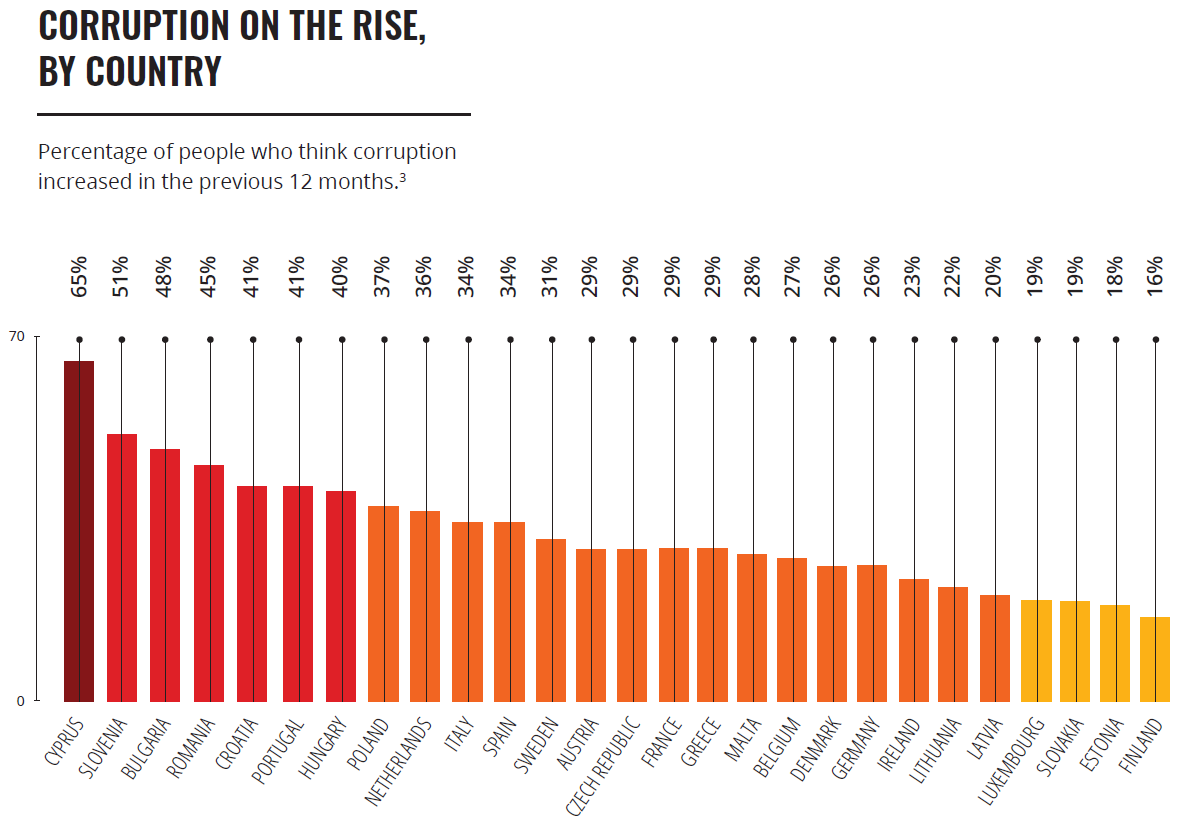 CORRUPTION ON THE RISE,
BY COUNTRY
Percentage of people who think corruption
increased in the previous 12 months.³
65% 51% 48% 45% 41% 41% 40% 37% 36% 34% 34% 31% 29% 29% 29% 29% 28% 27% 26% 26% 23% 22% 20% 19% 19% 18% 16%
70
0
CYPRUS SLOVENIA BULGARIA ROMANIA CROATIA PORTUGAL HUNGARY POLAND NETHERLANDS ITALY SPAIN SWEDEN AUSTRIA CZECH REPUBLIC FRANCE GREECE MALTA BELGIUM DENMARK GERMANY IRELAND LITHUANIA LATVIA LUXEMBOURG SLOVAKIA ESTONIA FINLAND